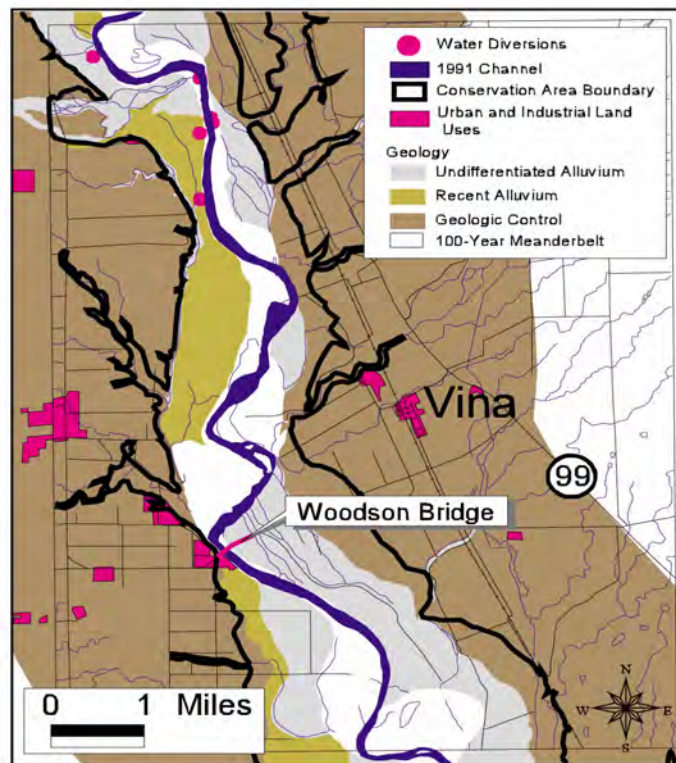 Water Diversions
1991 Channel
Conservation Area Boundary
Urban and Industrial Land
Uses
Geology
Undifferentiated Alluvium
Recent Alluvium
Geologic Control
100-Year Meanderbelt
Vina
99
Woodson Bridge
0 1 Miles
N
W E
S